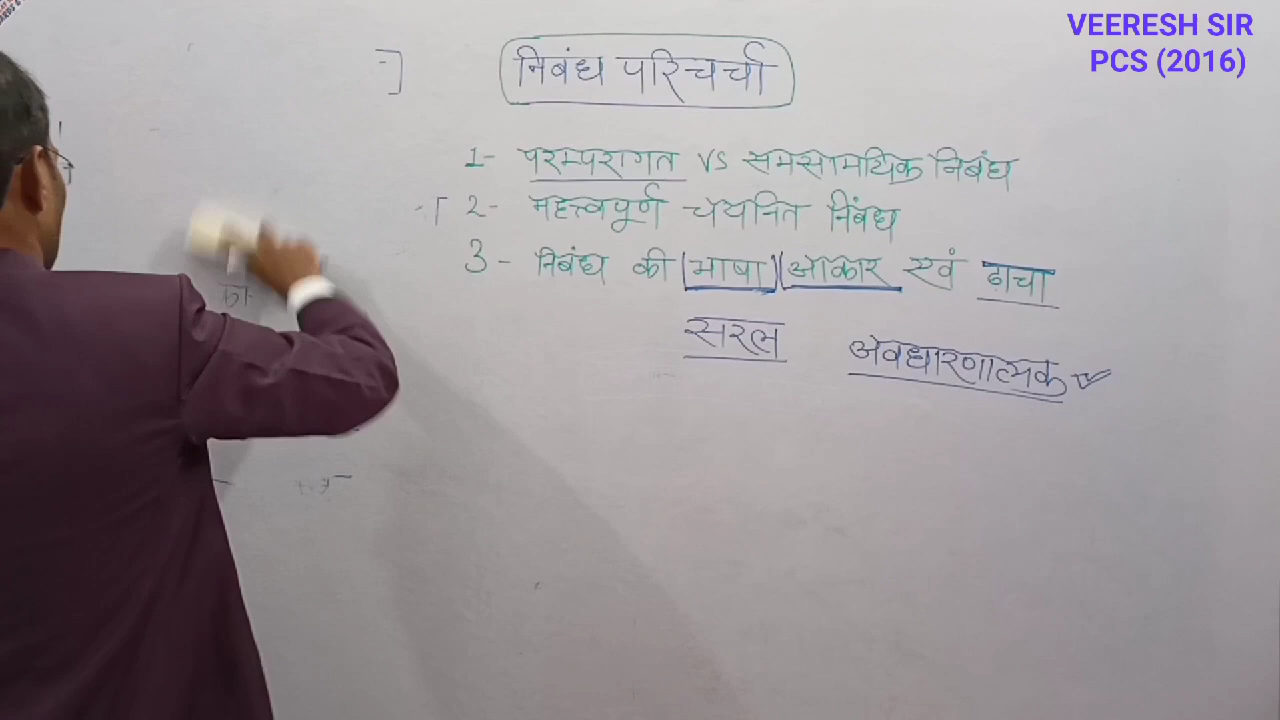 VEERESH SIR
PCS (2016)
निबंध परिचर्चा
1- परम्परागत VS समसामयिक निबंध
2- महत्त्वपूर्ण चयनित निबंध
3- निबंध की भाषा आकार एवं ढ़ाचा
सरल अवधारणात्मक